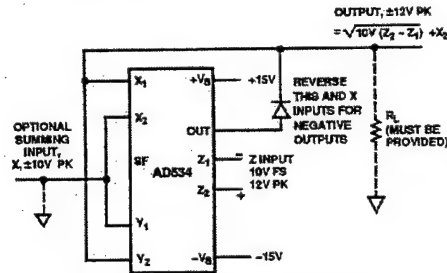 OUTPUT, ±12V PK
= √10V (Z2 – Z1) +X2
X1
+VS
+15V
REVERSE
THIS AND X
INPUTS FOR
NEGATIVE
OUTPUTS
X2
OUT
OPTIONAL
SUMMING
INPUT,
X, ±10V PK
SF
AD534
Z1
–
Z INPUT
10V FS
12V PK
Z2
+
RL
(MUST BE
PROVIDED)
Y1
Y2
–VS
–15V